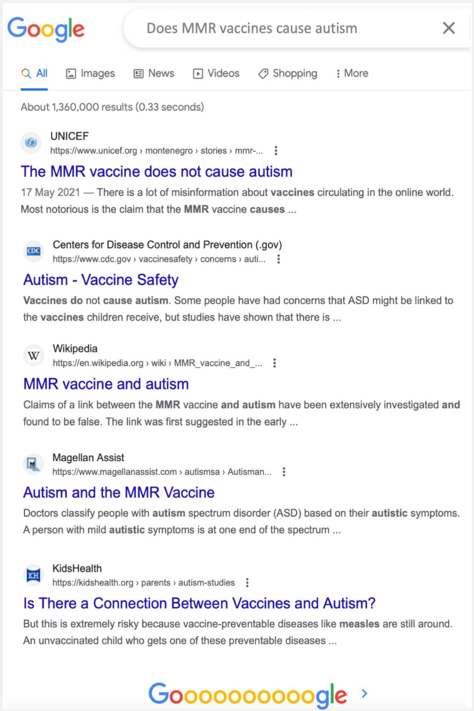 Google
Does MMR vaccines cause autism
All Images News Videos Shopping More
About 1,360,000 results (0.33 seconds)
UNICEF
https://www.unicef.org › montenegro › stories › mmr-...
The MMR vaccine does not cause autism
17 May 2021 — There is a lot of misinformation about vaccines circulating in the online world.
Most notorious is the claim that the MMR vaccine causes ...
CDC
Centers for Disease Control and Prevention (.gov)
https://www.cdc.gov › vaccinesafety › concerns › auti...
Autism - Vaccine Safety
Vaccines do not cause autism. Some people have had concerns that ASD might be linked to
the vaccines children receive, but studies have shown that there is ...
W
Wikipedia
https://en.wikipedia.org › wiki › MMR_vaccine_and_...
MMR vaccine and autism
Claims of a link between the MMR vaccine and autism have been extensively investigated and
found to be false. The link was first suggested in the early ...
Magellan Assist
https://www.magellanassist.com › autismsa › Autisman...
Autism and the MMR Vaccine
Doctors classify people with autism spectrum disorder (ASD) based on their autistic symptoms.
A person with mild autistic symptoms is at one end of the spectrum ...
KH
KidsHealth
https://kidshealth.org › parents › autism-studies
Is There a Connection Between Vaccines and Autism?
But this is extremely risky because vaccine-preventable diseases like measles are still around.
An unvaccinated child who gets one of these preventable diseases ...
Goooooooooogle ›